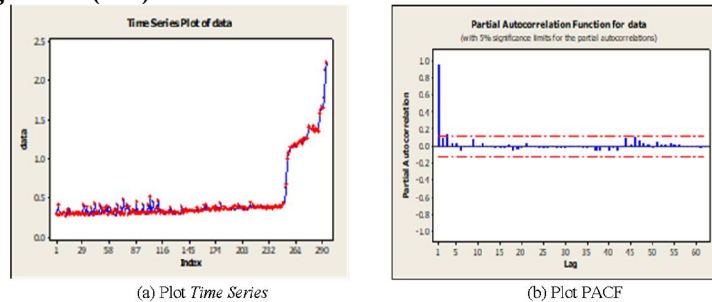 Time Series Plot of data
2.5
2.0
1.5
1.0
0.5
0.0
data
1 29 58 87 116 145 174 203 232 261 290
Index
(a) Plot Time Series
Partial Autocorrelation Function for data
(with 5% significance limits for the partial autocorrelations)
1.0
0.8
0.6
0.4
0.2
0.0
-0.2
-0.4
-0.6
-0.8
-1.0
Partial Autocorrelation
1 5 10 15 20 25 30 35 40 45 50 55 60
Lag
(b) Plot PACF